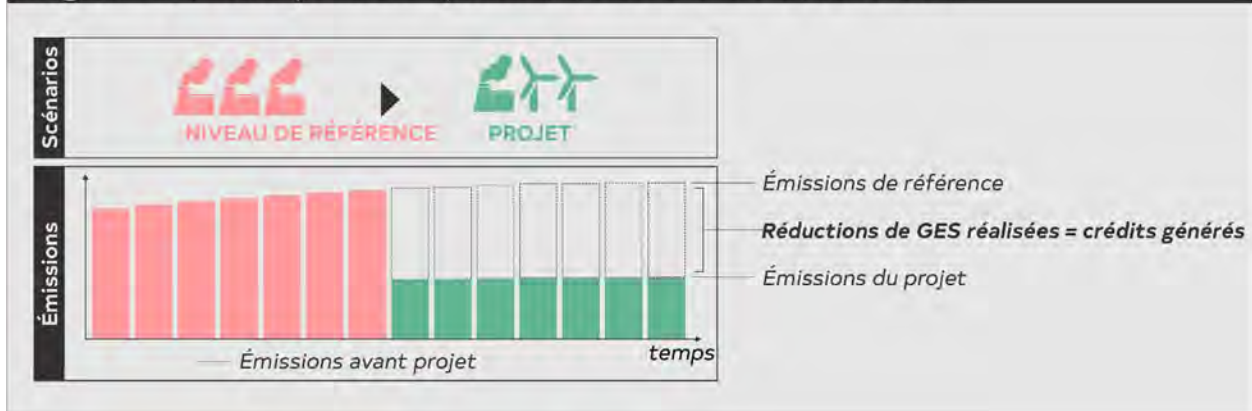 Scénarios
NIVEAU DE RÉFÉRENCE
PROJET
Émissions
Émissions de référence
Réductions de GES réalisées = crédits générés
Émissions du projet
temps
Émissions avant projet